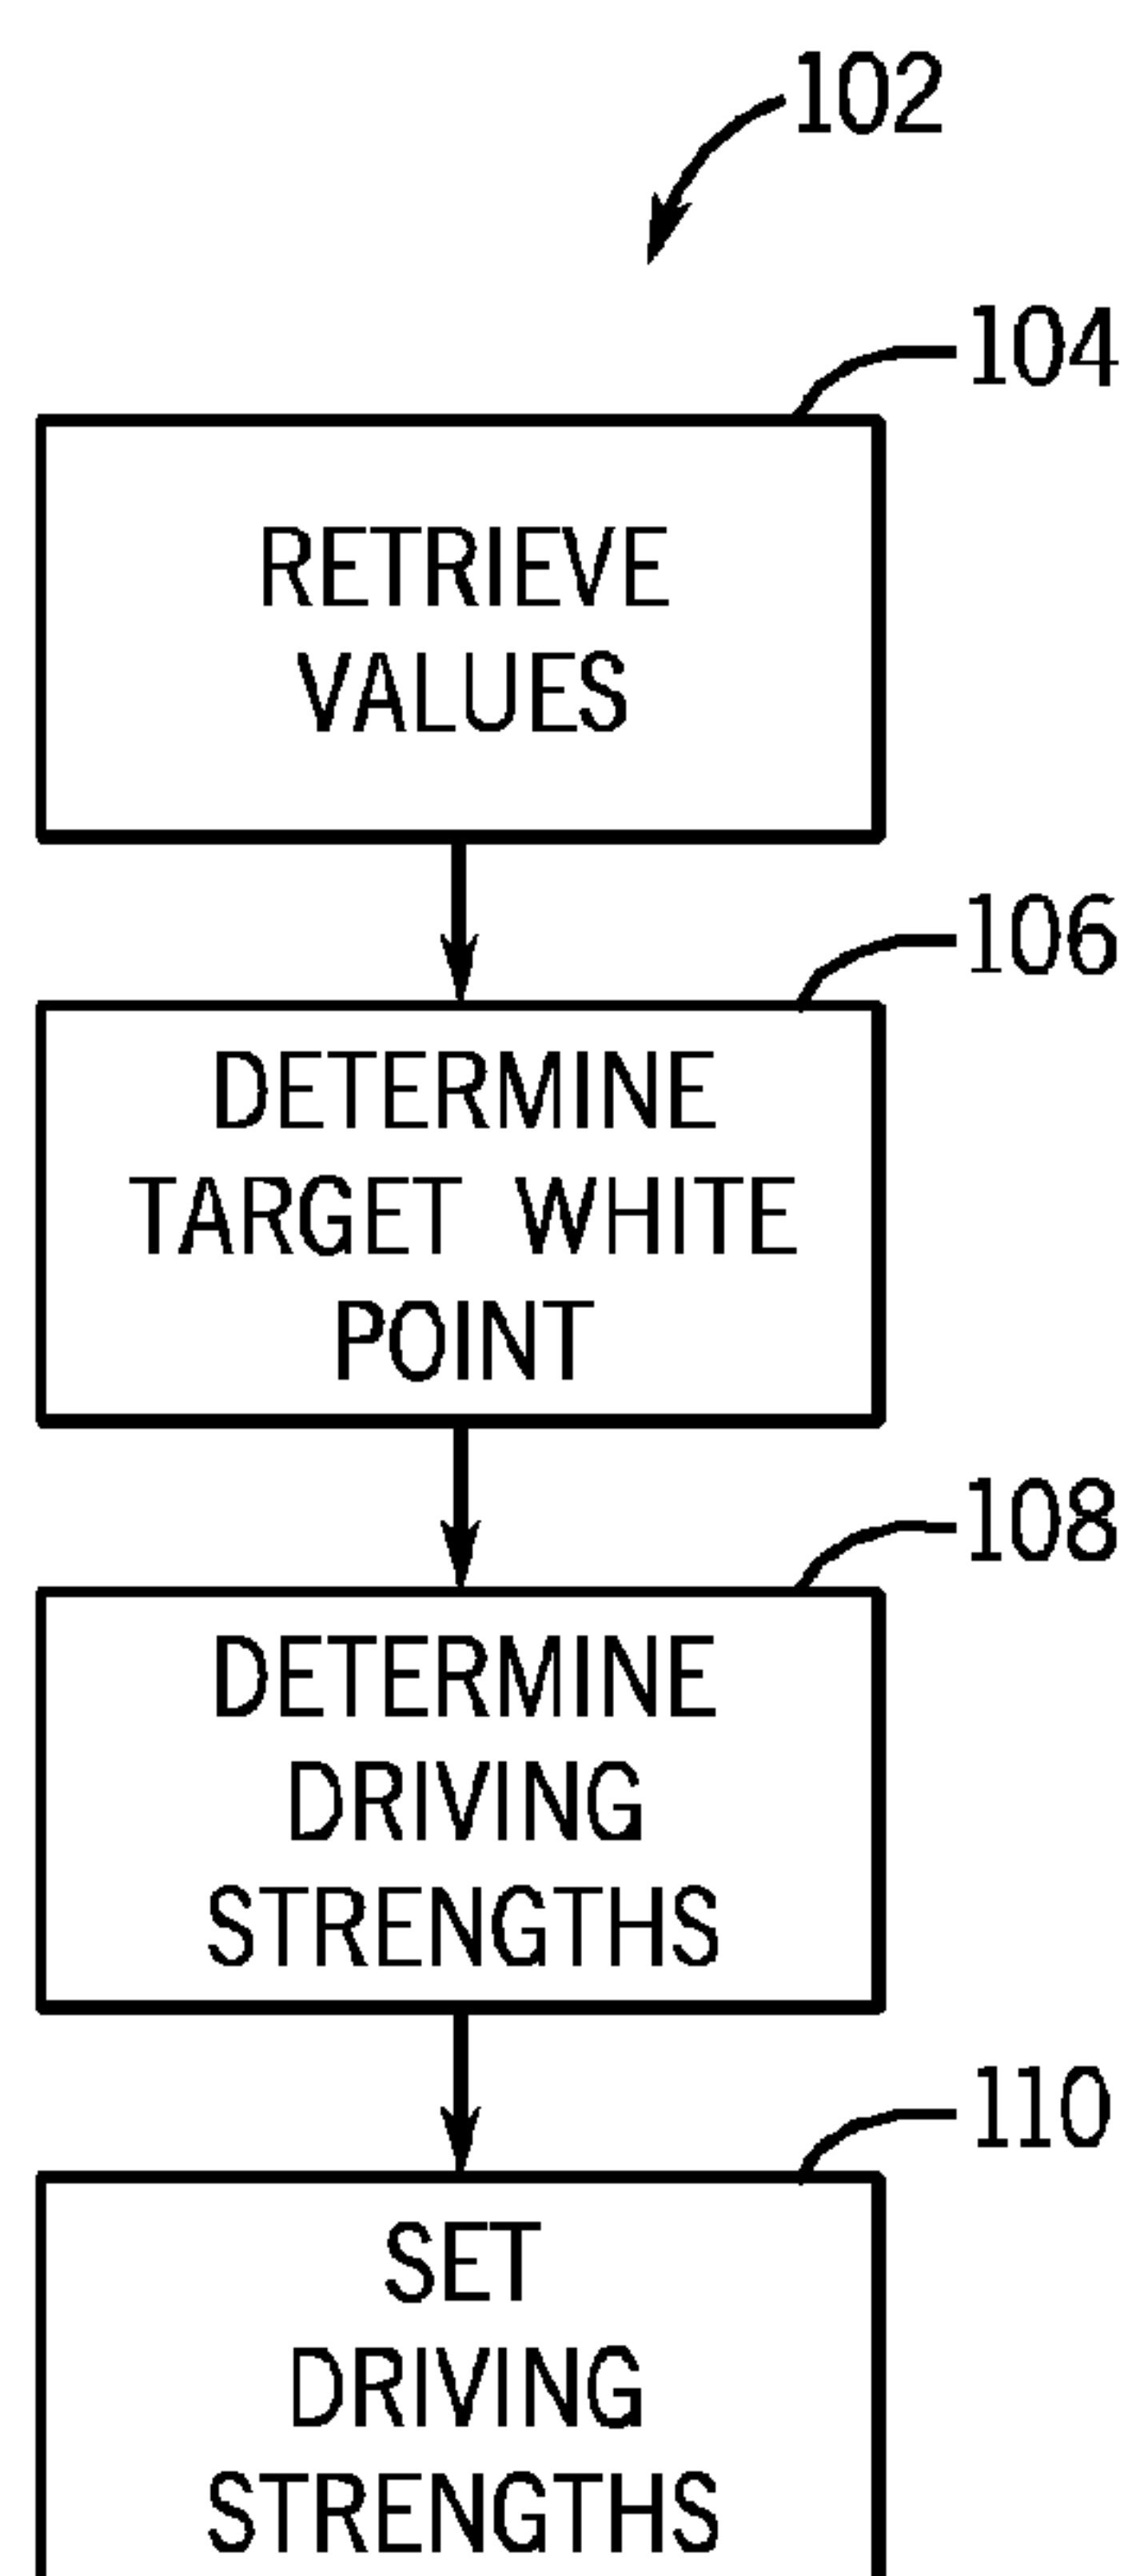 102
104
RETRIEVE
VALUES
106
DETERMINE
TARGET WHITE
POINT
108
DETERMINE
DRIVING
STRENGTHS
110
SET
DRIVING
STRENGTHS